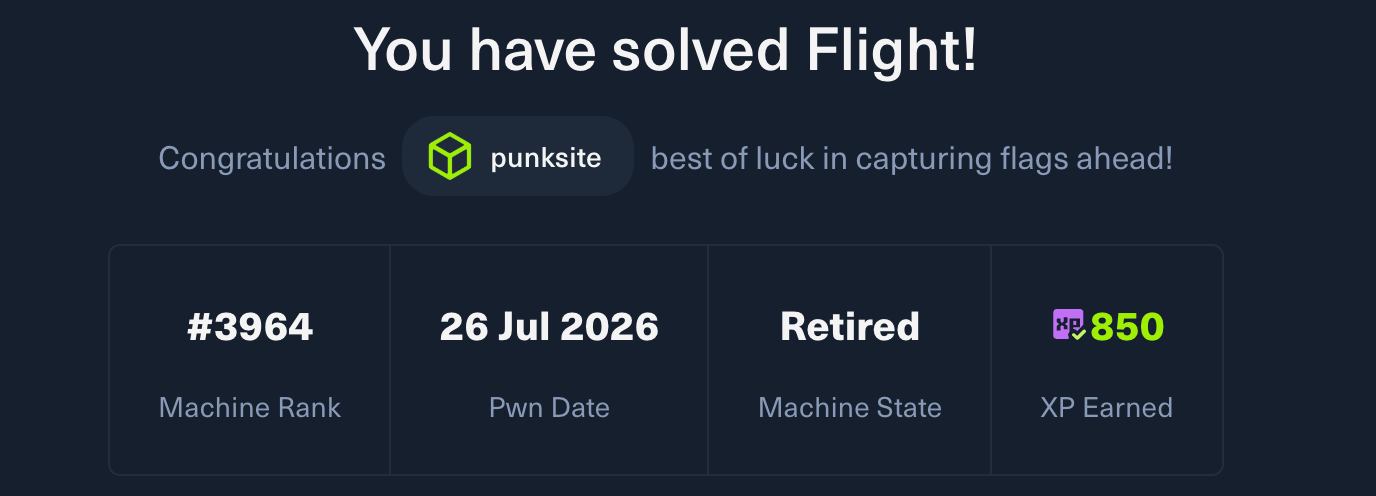 You have solved Flight!
Congratulations punksite best of luck in capturing flags ahead!
#3964 26 Jul 2026 Retired XP 850
Machine Rank Pwn Date Machine State XP Earned